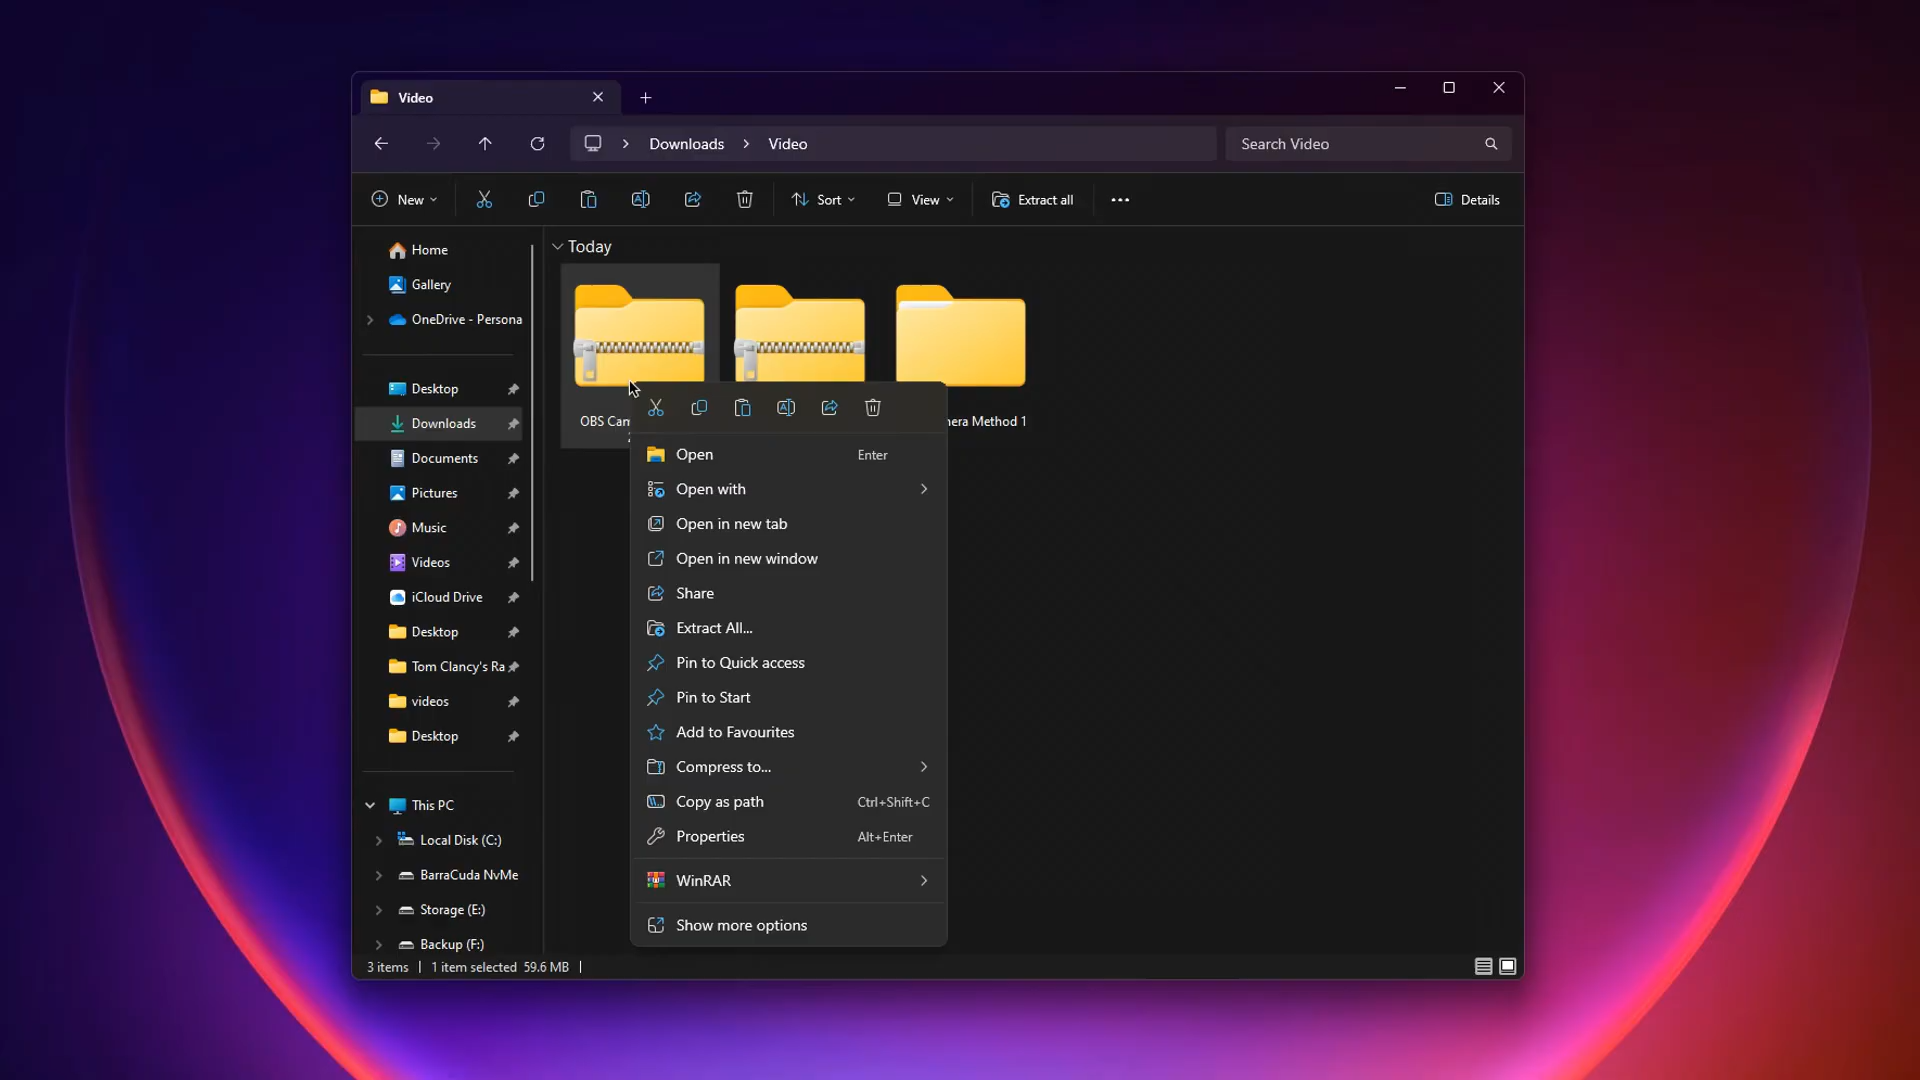 Video
Downloads
Video
Search Video
New
Sort
View
Extract all
Details
Home
Gallery
OneDrive - Persona
Desktop
Downloads
Documents
Pictures
Music
Videos
iCloud Drive
Desktop
Tom Clancy's Ra
videos
Desktop
This PC
Local Disk (C:)
BarraCuda NvMe
Storage (E:)
Backup (F:)
Today
OBS Cam
era Method 1
Open Enter
Open with
Open in new tab
Open in new window
Share
Extract All...
Pin to Quick access
Pin to Start
Add to Favourites
Compress to...
Copy as path Ctrl+Shift+C
Properties Alt+Enter
WinRAR
Show more options
3 items 1 item selected 59.6 MB